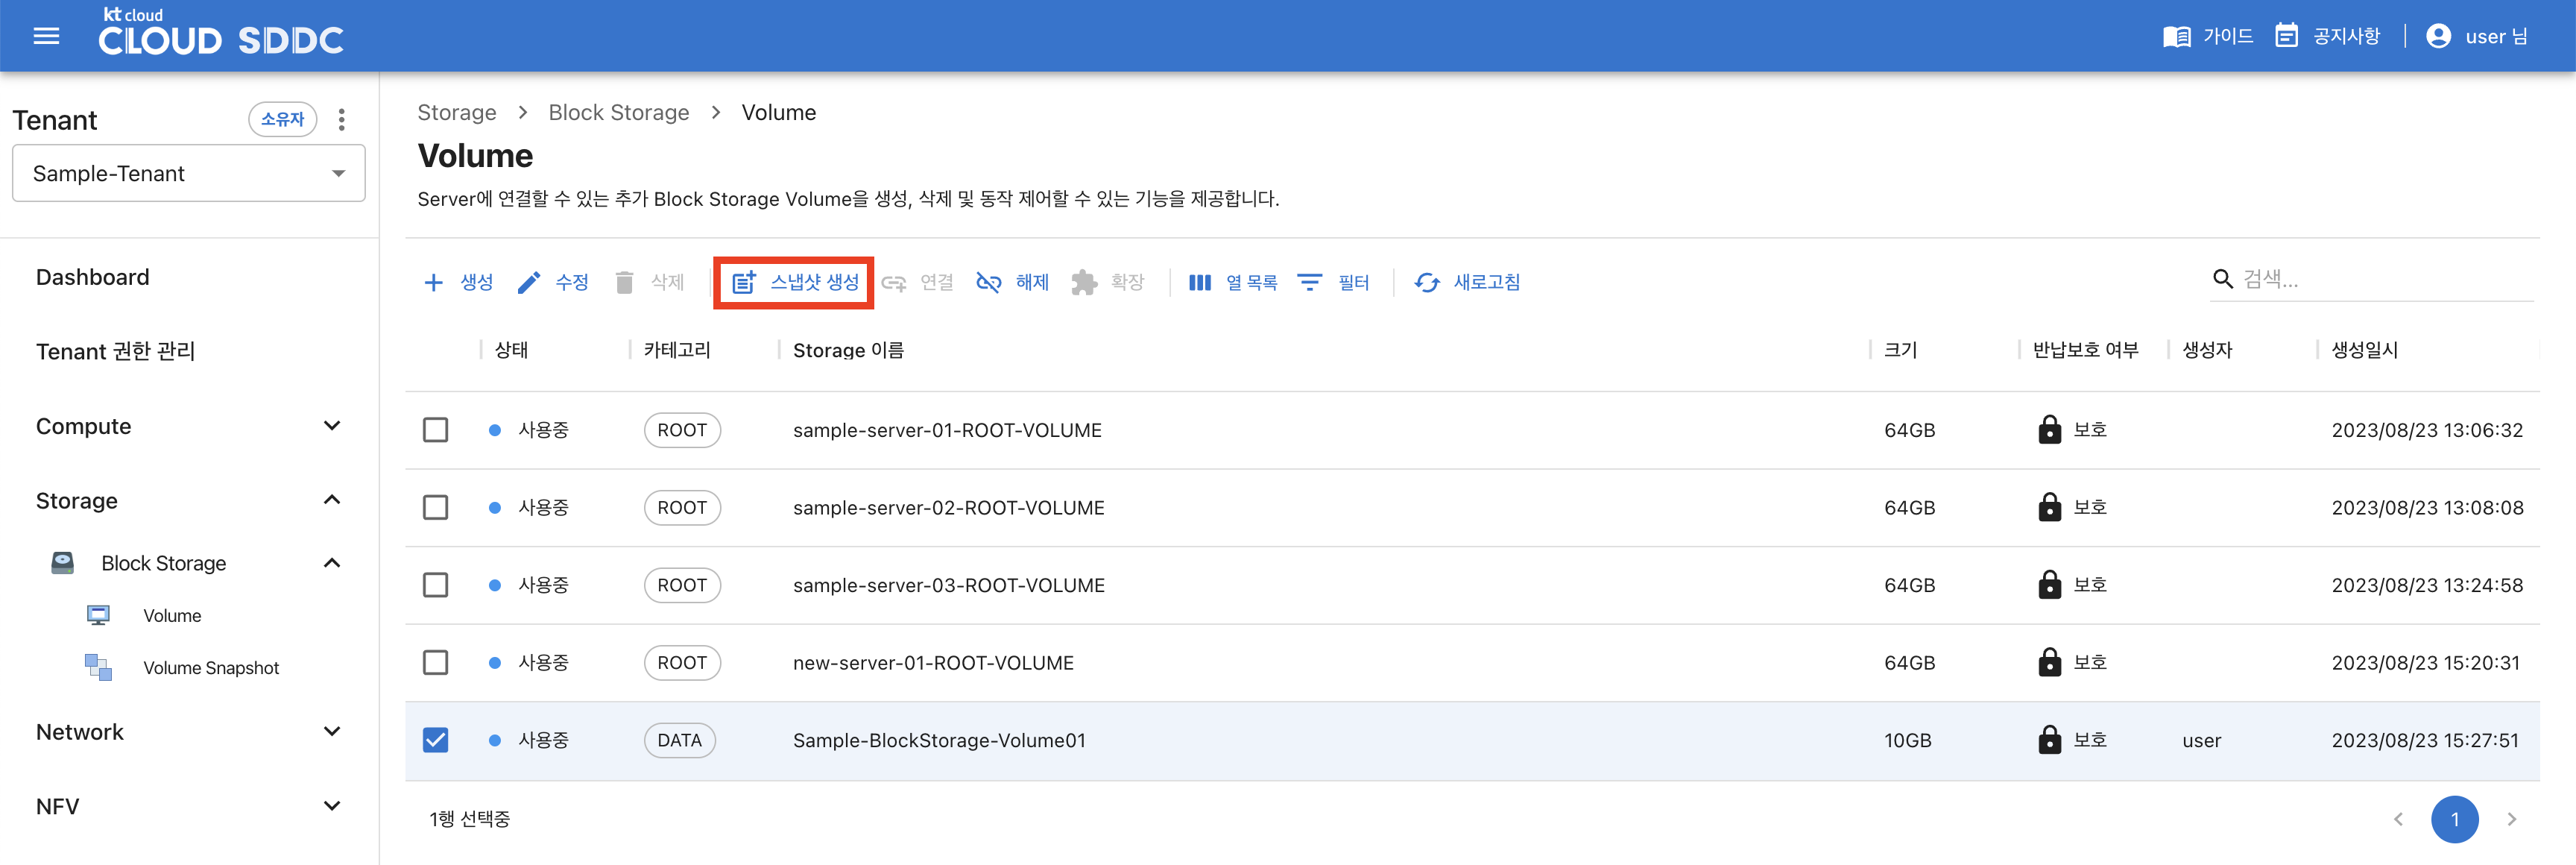 kt cloud
CLOUD SDDC
가이드 공지사항 user 님
Tenant 소유자
Sample-Tenant
Dashboard
Tenant 권한 관리
Compute
Storage
Block Storage
Volume
Volume Snapshot
Network
NFV
Storage > Block Storage > Volume
Volume
Server에 연결할 수 있는 추가 Block Storage Volume을 생성, 삭제 및 동작 제어할 수 있는 기능을 제공합니다.
생성 수정 삭제 스냅샷 생성 연결 해제 확장 열 목록 필터 새로고침 검색...
상태 카테고리 Storage 이름 크기 반납보호 여부 생성자 생성일시
사용중 ROOT sample-server-01-ROOT-VOLUME 64GB 보호 2023/08/23 13:06:32
사용중 ROOT sample-server-02-ROOT-VOLUME 64GB 보호 2023/08/23 13:08:08
사용중 ROOT sample-server-03-ROOT-VOLUME 64GB 보호 2023/08/23 13:24:58
사용중 ROOT new-server-01-ROOT-VOLUME 64GB 보호 2023/08/23 15:20:31
사용중 DATA Sample-BlockStorage-Volume01 10GB 보호 user 2023/08/23 15:27:51
1행 선택중 1